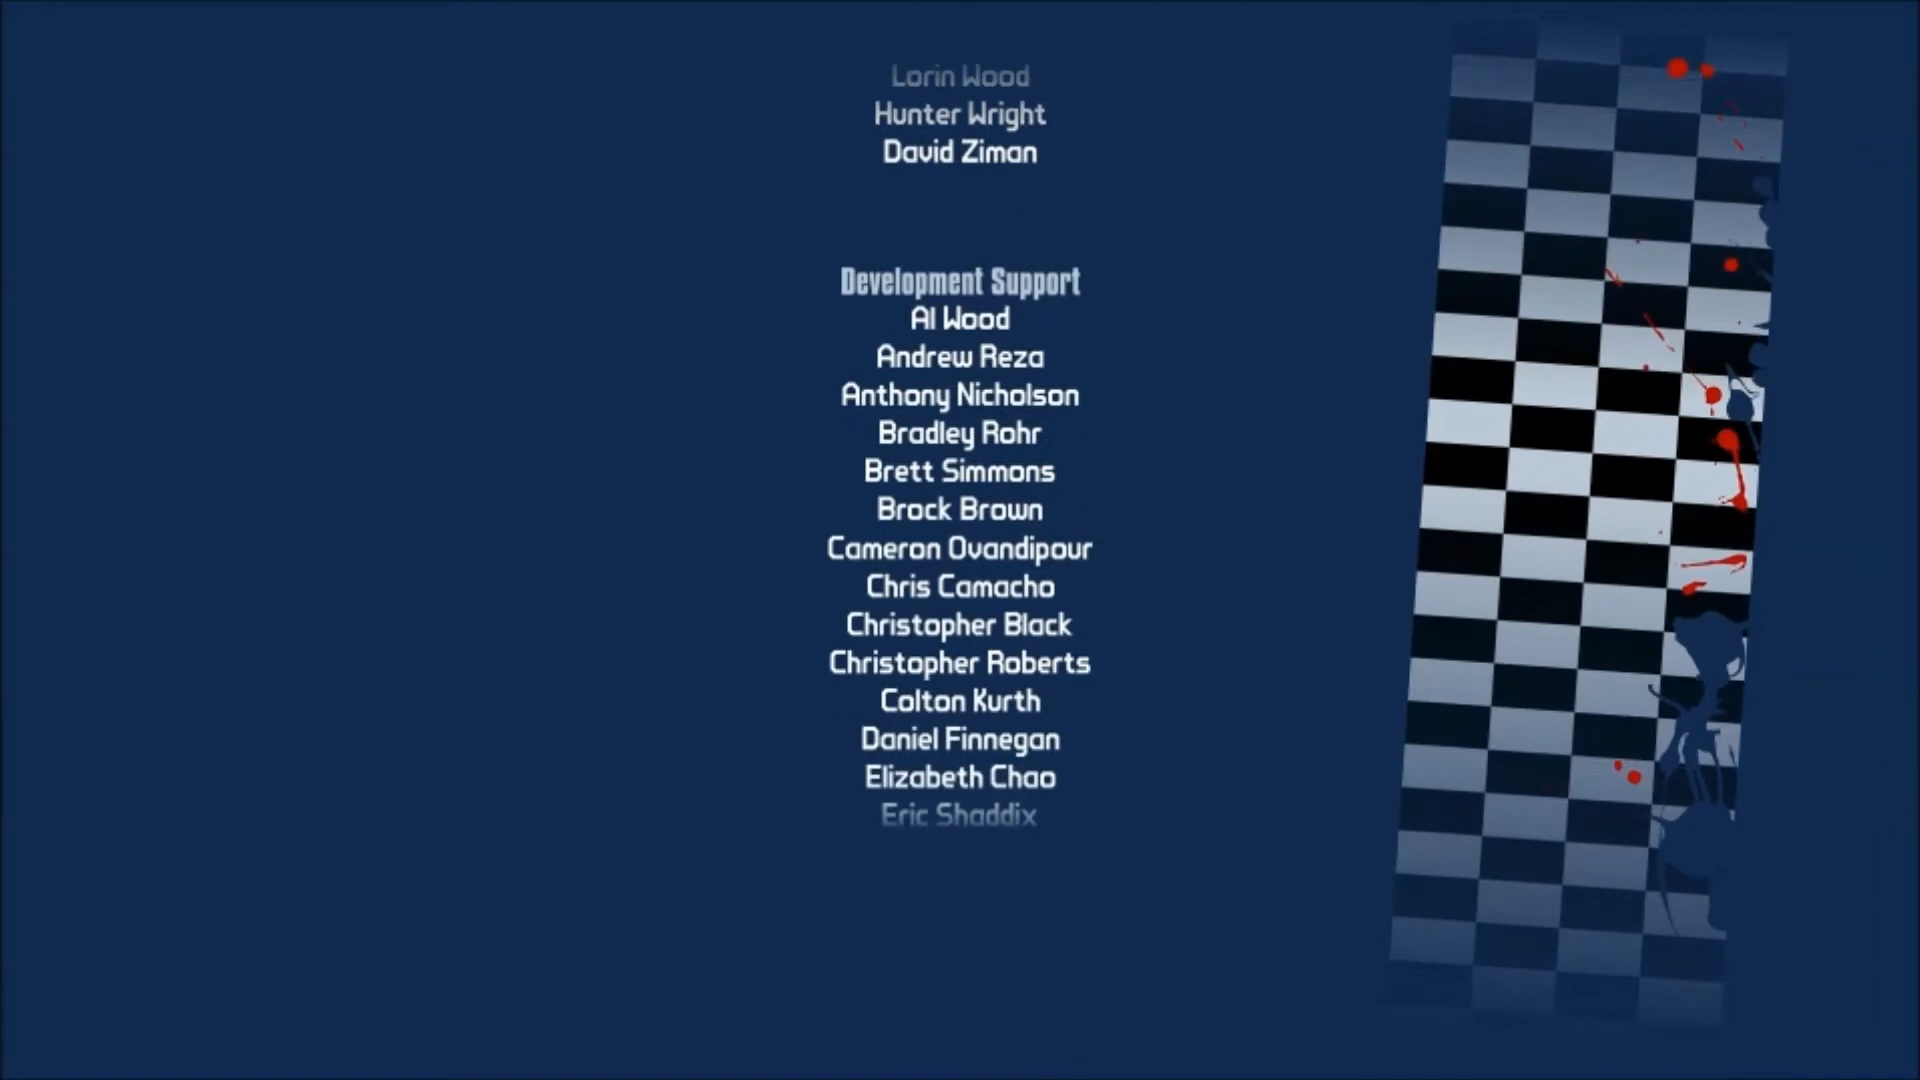 Lorin Wood
Hunter Wright
David Ziman
Development Support
Al Wood
Andrew Reza
Anthony Nicholson
Bradley Rohr
Brett Simmons
Brock Brown
Cameron Ovandipour
Chris Camacho
Christopher Black
Christopher Roberts
Colton Kurth
Daniel Finnegan
Elizabeth Chao
Eric Shaddix